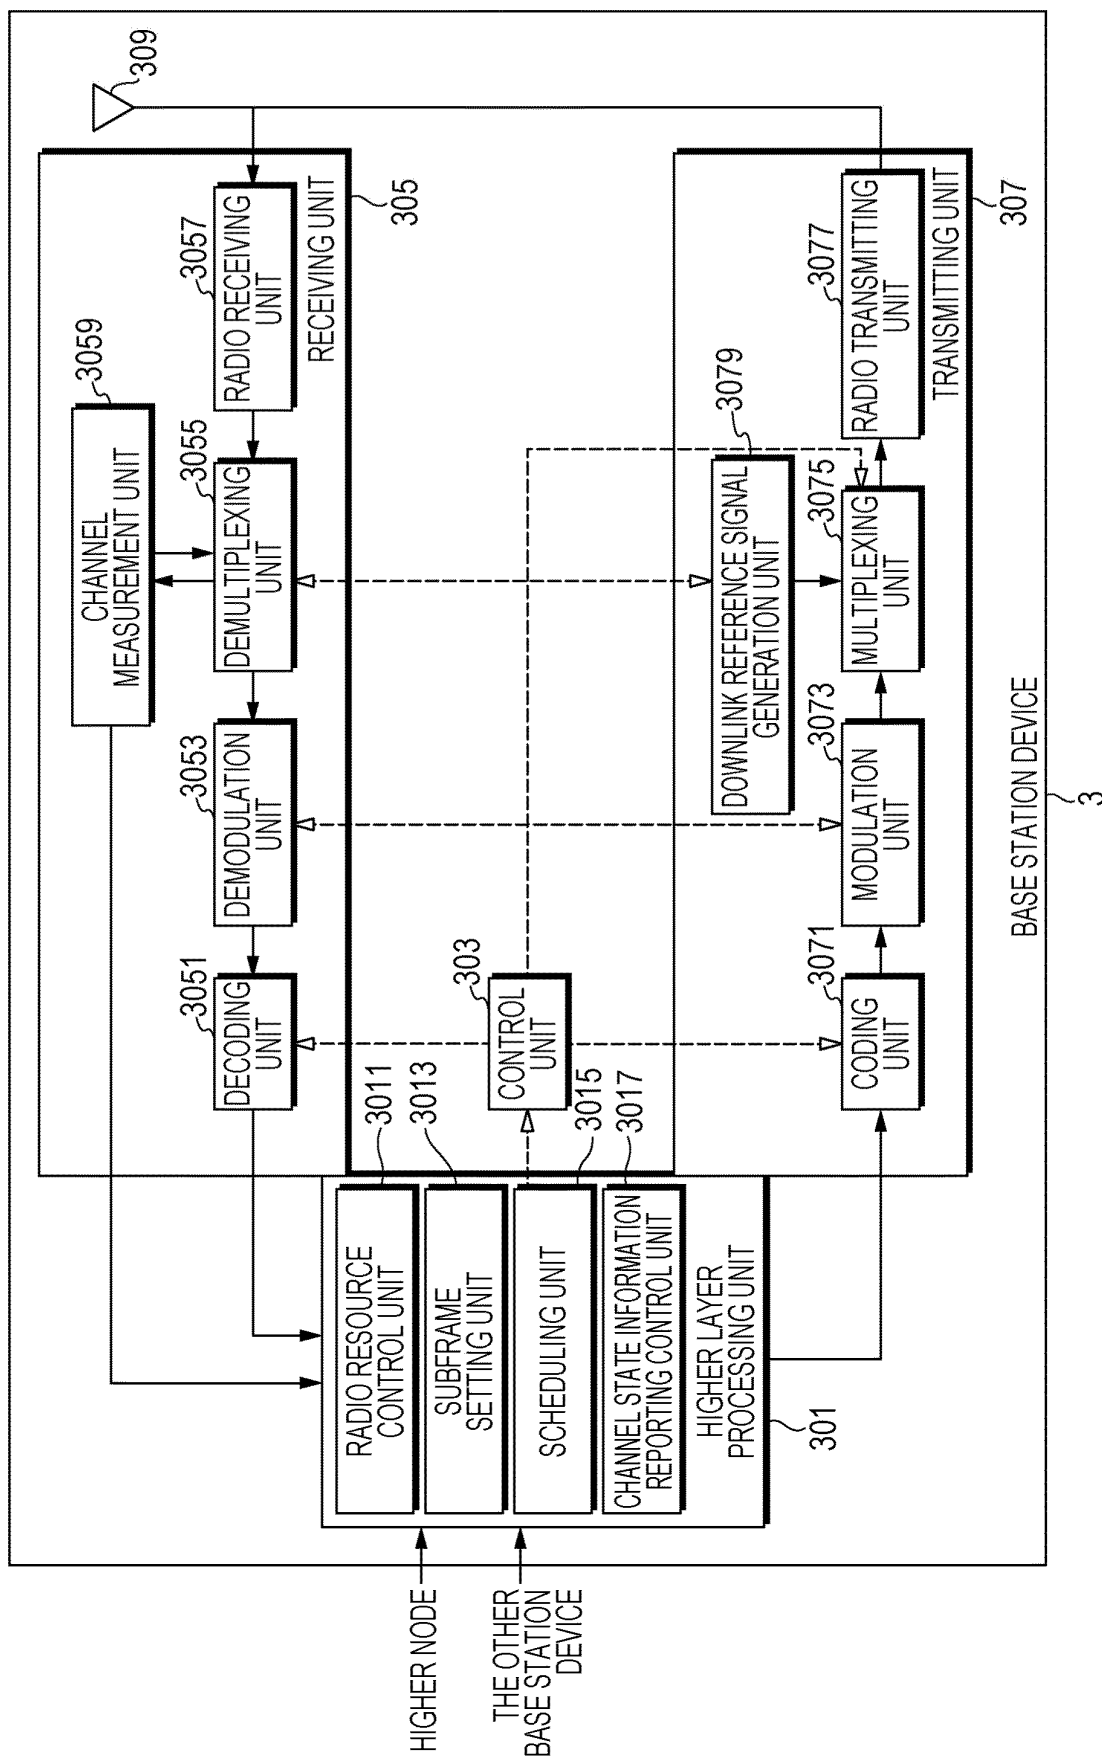 309
3059
CHANNEL
MEASUREMENT UNIT
3057
RADIO RECEIVING
UNIT
3055
DEMULTIPLEXING
UNIT
3053
DEMODULATION
UNIT
3051
DECODING
UNIT
RECEIVING UNIT
305
HIGHER NODE
THE OTHER
BASE STATION
DEVICE
RADIO RESOURCE
CONTROL UNIT
3011
SUBFRAME
SETTING UNIT
3013
SCHEDULING UNIT
3015
CHANNEL STATE INFORMATION
REPORTING CONTROL UNIT
3017
HIGHER LAYER
PROCESSING UNIT
301
303
CONTROL
UNIT
3079
DOWNLINK REFERENCE SIGNAL
GENERATION UNIT
3071
CODING
UNIT
3073
MODULATION
UNIT
3075
MULTIPLEXING
UNIT
3077
RADIO TRANSMITTING
UNIT
TRANSMITTING UNIT
307
BASE STATION DEVICE
3